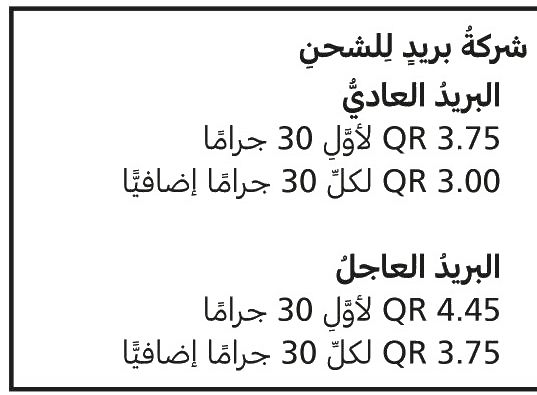 شركةُ بريدٍ لِلشحنِ
البريدُ العاديُّ
QR 3.75 لأوَّلِ 30 جرامًا
QR 3.00 لكلِّ 30 جرامًا إضافيًّا
البريدُ العاجلُ
QR 4.45 لأوَّلِ 30 جرامًا
QR 3.75 لكلِّ 30 جرامًا إضافيًّا